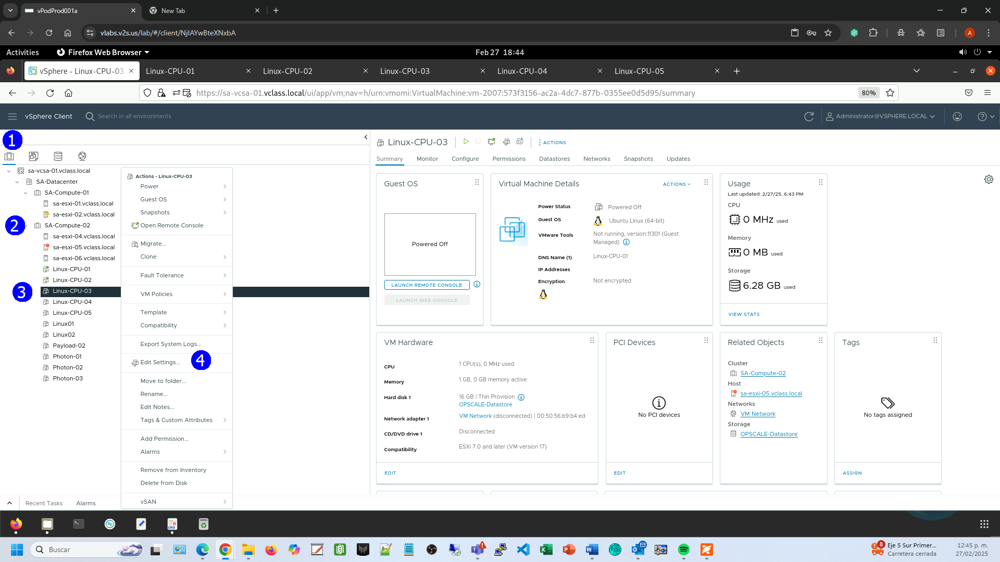 vPodProd001a
New Tab
vlabs.v2s.us/lab/#/client/NjIAYwBteXNxbA
A
Activities
Firefox Web Browser
Feb 27 18:44
vSphere - Linux-CPU-03
Linux-CPU-01
Linux-CPU-02
Linux-CPU-03
Linux-CPU-04
Linux-CPU-05
https://sa-vcsa-01.vclass.local/ui/app/vm;nav=h/urn:vmomi:VirtualMachine:vm-2007:573f3156-ac2a-4dc7-877b-0355ee0d5d95/summary
80%
vSphere Client
Search in all environments
Administrator@VSPHERE.LOCAL
1
sa-vcsa-01.vclass.local
SA-Datacenter
SA-Compute-01
sa-esxi-01.vclass.local
sa-esxi-02.vclass.local
2
SA-Compute-02
sa-esxi-04.vclass.local
sa-esxi-05.vclass.local
sa-esxi-06.vclass.local
Linux-CPU-01
Linux-CPU-02
3
Linux-CPU-03
Linux-CPU-04
Linux-CPU-05
Linux01
Linux02
Payload-02
Photon-01
Photon-02
Photon-03
Actions - Linux-CPU-03
Power
Guest OS
Snapshots
Open Remote Console
Migrate...
Clone
Fault Tolerance
VM Policies
Template
Compatibility
Export System Logs...
Edit Settings...
4
Move to folder...
Rename...
Edit Notes...
Tags & Custom Attributes
Add Permission...
Alarms
Remove from Inventory
Delete from Disk
vSAN
Linux-CPU-03
ACTIONS
Summary
Monitor
Configure
Permissions
Datastores
Networks
Snapshots
Updates
Guest OS
Powered Off
LAUNCH REMOTE CONSOLE
LAUNCH WEB CONSOLE
Virtual Machine Details
ACTIONS
Power Status
Powered Off
Guest OS
Ubuntu Linux (64-bit)
VMware Tools
Not running, version:11301 (Guest
Managed)
DNS Name (1)
Linux-CPU-01
IP Addresses
Encryption
Not encrypted
Usage
Last updated: 2/27/25, 6:43 PM
CPU
0 MHz used
Memory
0 MB used
Storage
6.28 GB used
VIEW STATS
VM Hardware
CPU
1 CPU(s), 0 MHz used
Memory
1 GB, 0 GB memory active
Hard disk 1
16 GB | Thin Provision
OPSCALE-Datastore
Network adapter 1
VM Network (disconnected) | 00:50:56:b9:b4:ed
CD/DVD drive 1
Disconnected
Compatibility
ESXi 7.0 and later (VM version 17)
EDIT
PCI Devices
No PCI devices
EDIT
Related Objects
Cluster
SA-Compute-02
Host
sa-esxi-05.vclass.local
Networks
VM Network
Storage
OPSCALE-Datastore
Tags
No tags assigned
ASSIGN
Recent Tasks
Alarms
Buscar
8
Eje 5 Sur Primer...
Carretera cerrada
12:45 p. m.
27/02/2025